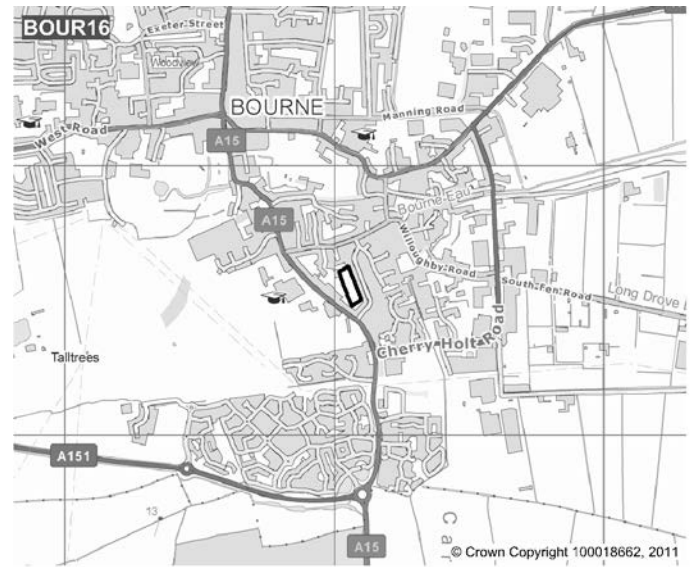 BOUR16
Exeter Street
Woodview
BOURNE
Manning Road
West Road
A15
Bourne Eau
A15
Willoughby Road
South Fen Road
Long Drove
Cherry Holt Road
Talltrees
A151
13
Ca
A15
© Crown Copyright 100018662, 2011